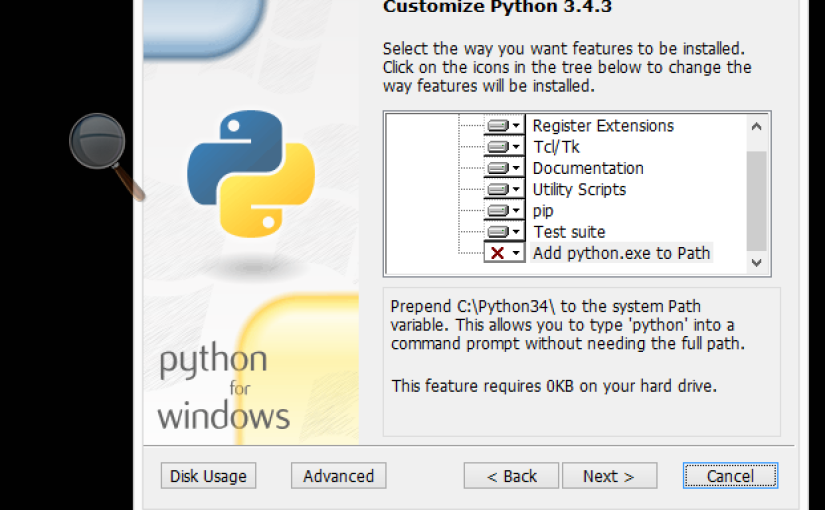 Customize Python 3.4.3
Select the way you want features to be installed.
Click on the icons in the tree below to change the
way features will be installed.
Register Extensions
Tcl/Tk
Documentation
Utility Scripts
pip
Test suite
Add python.exe to Path
Prepend C:\Python34\ to the system Path
variable. This allows you to type 'python' into a
command prompt without needing the full path.
This feature requires 0KB on your hard drive.
python
for
windows
Disk Usage
Advanced
< Back
Next >
Cancel